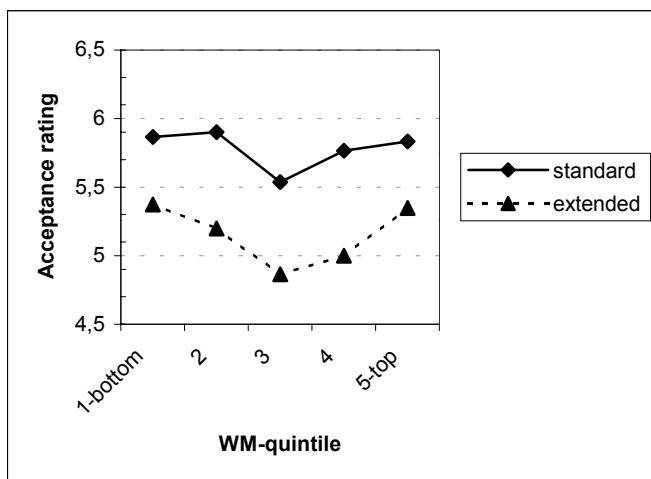 6,5
6
5,5
5
4,5
Acceptance rating
1-bottom
2
3
4
5-top
WM-quintile
standard
extended